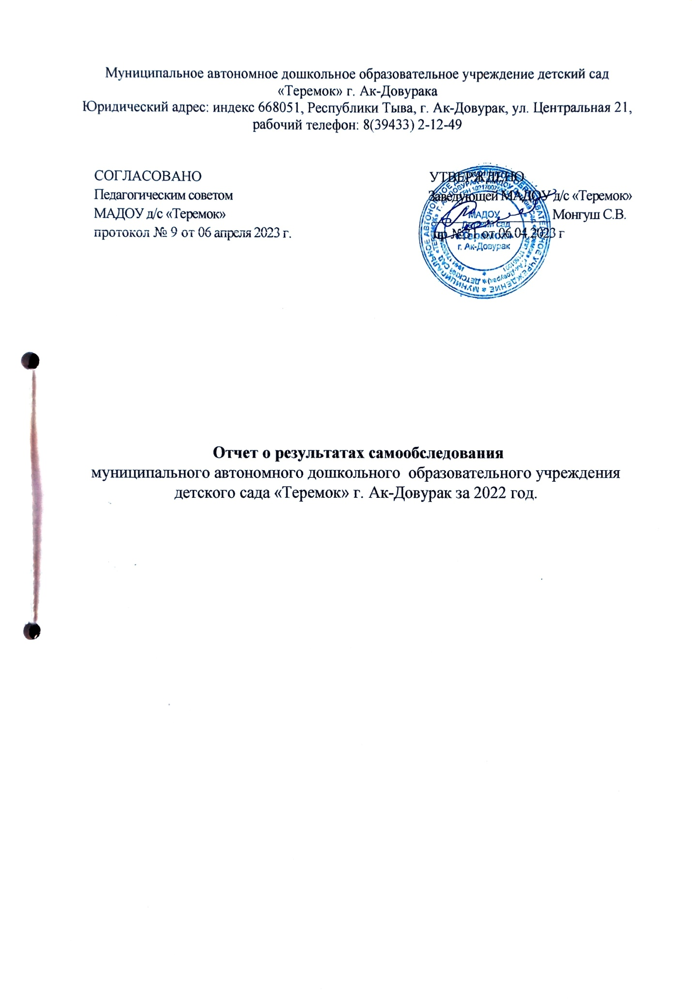 Муниципальное автономное дошкольное образовательное учреждение детский сад
«Теремок» г. Ак-Довурака
Юридический адрес: индекс 668051, Республики Тыва, г. Ак-Довурак, ул. Центральная 21,
рабочий телефон: 8(39433) 2-12-49
СОГЛАСОВАНО
Педагогическим советом
МАДОУ д/с «Теремок»
протокол № 9 от 06 апреля 2023 г.
УТВЕРЖДЕНО
Заведующей МАДОУ д/с «Теремок»
Монгуш С.В.
пр №31 от 06.04.2023 г
МАДОУ
Детский сад
«Теремок»
г. Ак-Довурак
Отчет о результатах самообследования
муниципального автономного дошкольного образовательного учреждения
детского сада «Теремок» г. Ак-Довурак за 2022 год.